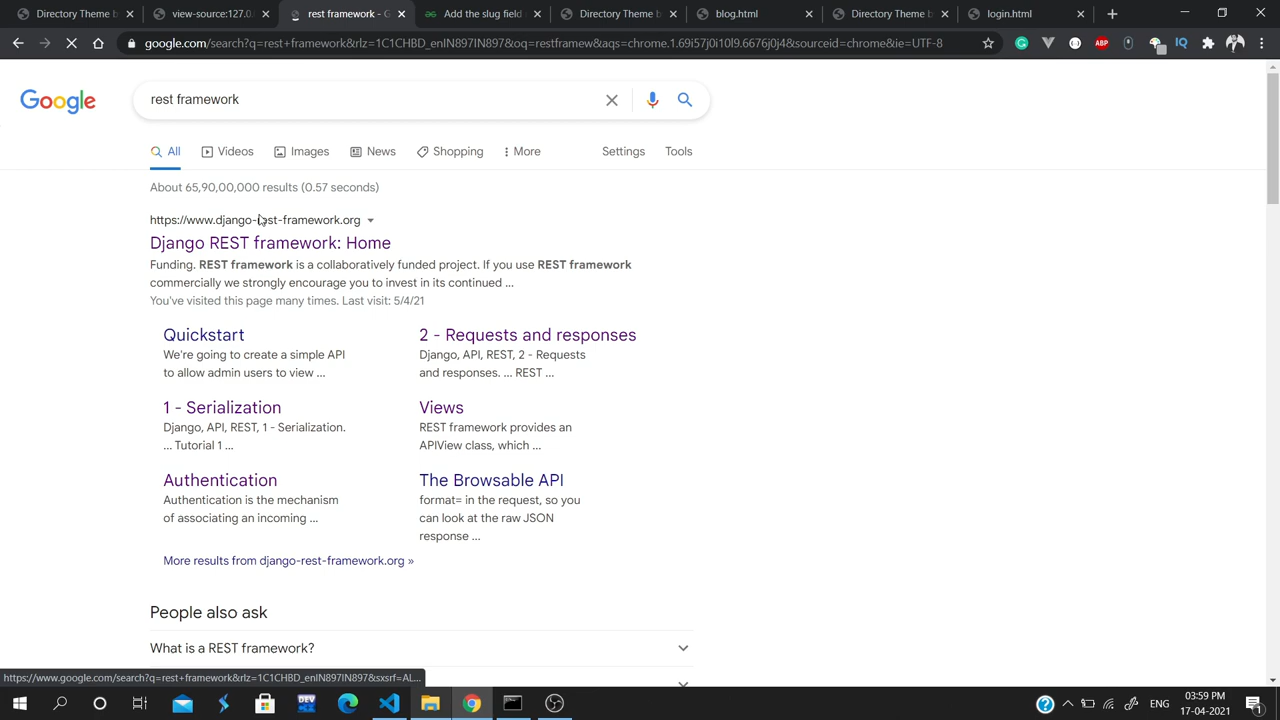 Directory Theme b
view-source:127.0.
rest framework - G
Add the slug field
Directory Theme b
blog.html
Directory Theme b
login.html
google.com/search?q=rest+framework&rlz=1C1CHBD_enIN897IN897&oq=restframew&aqs=chrome.1.69i57j0i10l9.6676j0j4&sourceid=chrome&ie=UTF-8
ABP
IQ
Google
rest framework
All
Videos
Images
News
Shopping
More
Settings
Tools
About 65,90,00,000 results (0.57 seconds)
https://www.django-rest-framework.org
Django REST framework: Home
Funding. REST framework is a collaboratively funded project. If you use REST framework
commercially we strongly encourage you to invest in its continued ...
You've visited this page many times. Last visit: 5/4/21
Quickstart
We're going to create a simple API
to allow admin users to view ...
2 - Requests and responses
Django, API, REST, 2 - Requests
and responses. ... REST ...
1 - Serialization
Django, API, REST, 1 - Serialization.
... Tutorial 1 ...
Views
REST framework provides an
APIView class, which ...
Authentication
Authentication is the mechanism
of associating an incoming ...
The Browsable API
format= in the request, so you
can look at the raw JSON
response ...
More results from django-rest-framework.org »
People also ask
What is a REST framework?
https://www.google.com/search?q=rest+framework&rlz=1C1CHBD_enIN897IN897&sxsrf=AL...
DEV
ENG
03:59 PM
17-04-2021
1